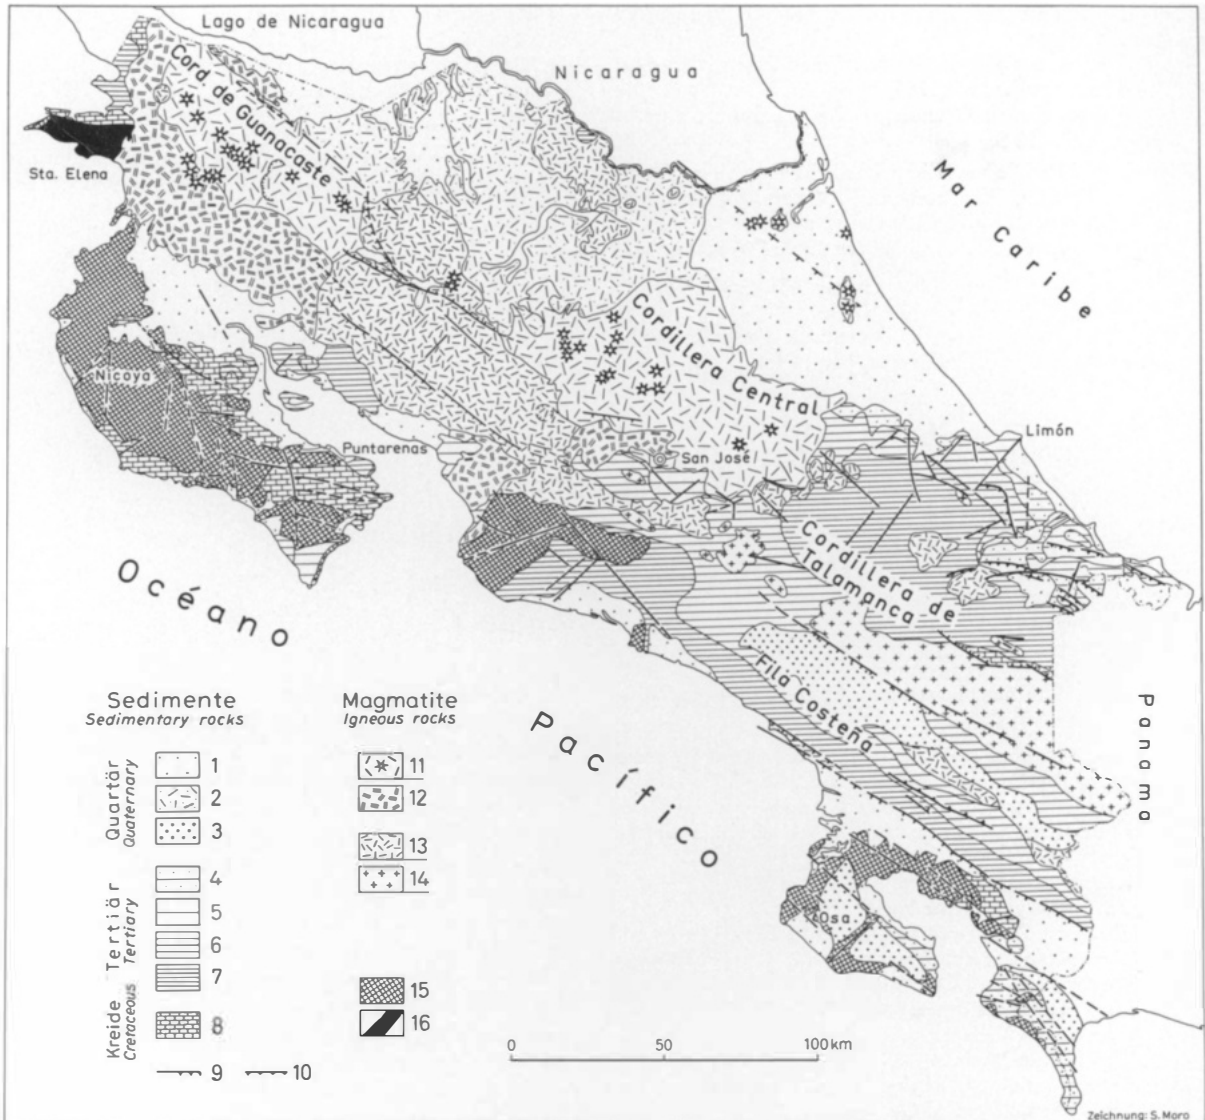 Lago de Nicaragua
Nicaragua
Cord. de Guanacaste
Mar Caribe
Sta. Elena
Cordillera Central
Nicoya
Puntarenas
San José
Limón
Cordillera de
Talamanca
Océano
Fila Costeña
Pacífico
Panama
Osa
Sedimente
Sedimentary rocks
Magmatite
Igneous rocks
Quartär
Quaternary
1
2
3
Tertiär
Tertiary
4
5
6
7
Kreide
Cretaceous
8
9
10
11
12
13
14
15
16
0 50 100 km
Zeichnung: S. Moro